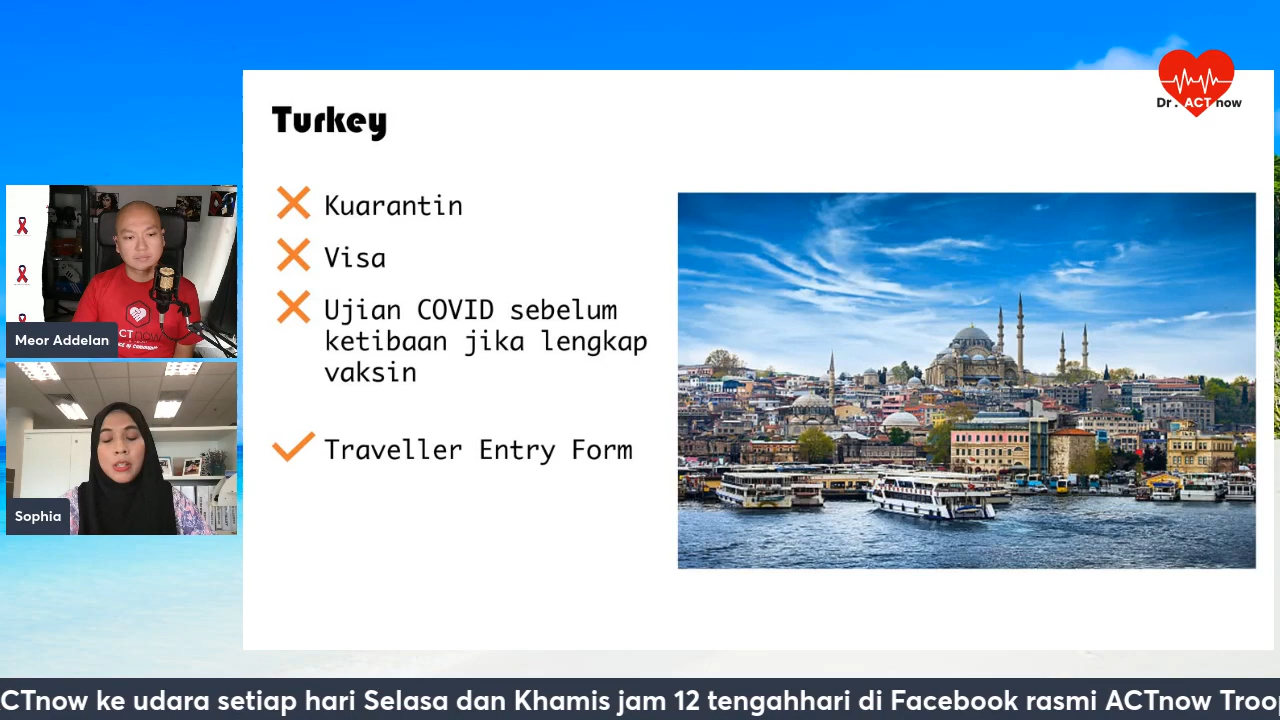 Dr. ACT now
Turkey
Kuarantin
Visa
Ujian COVID sebelum
ketibaan jika lengkap
vaksin
Traveller Entry Form
Meor Addelan
Sophia
CTnow ke udara setiap hari Selasa dan Khamis jam 12 tengahhari di Facebook rasmi ACTnow Troop